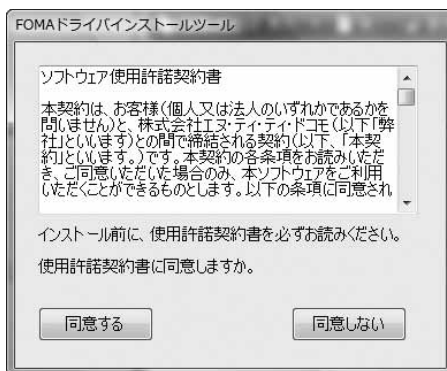 FOMAドライバインストールツール
ソフトウェア使用許諾契約書
本契約は、お客様(個人又は法人のいずれかであるかを
問いません)と、株式会社エヌ・ティ・ティ・ドコモ(以下「弊
社」といいます)との間で締結される契約(以下、「本契
約」といいます。)です。本契約の各条項をお読みいただ
き、ご同意いただいた場合のみ、本ソフトウェアをご利用
いただくことができるものとします。以下の条項に同意され
インストール前に、使用許諾契約書を必ずお読みください。
使用許諾契約書に同意しますか。
同意する
同意しない